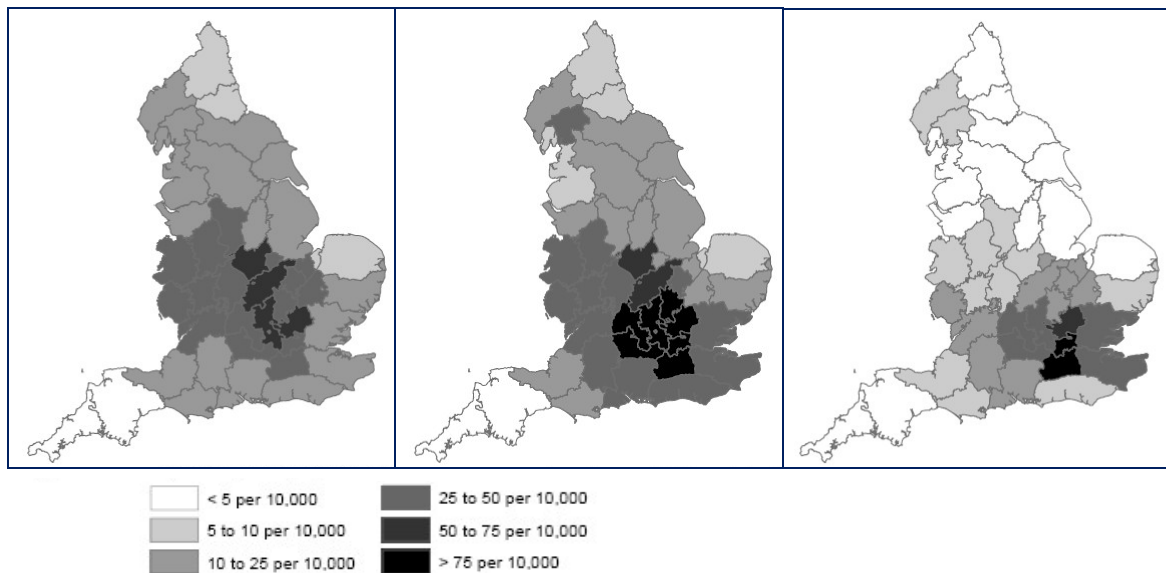 < 5 per 10,000
25 to 50 per 10,000
5 to 10 per 10,000
50 to 75 per 10,000
10 to 25 per 10,000
> 75 per 10,000